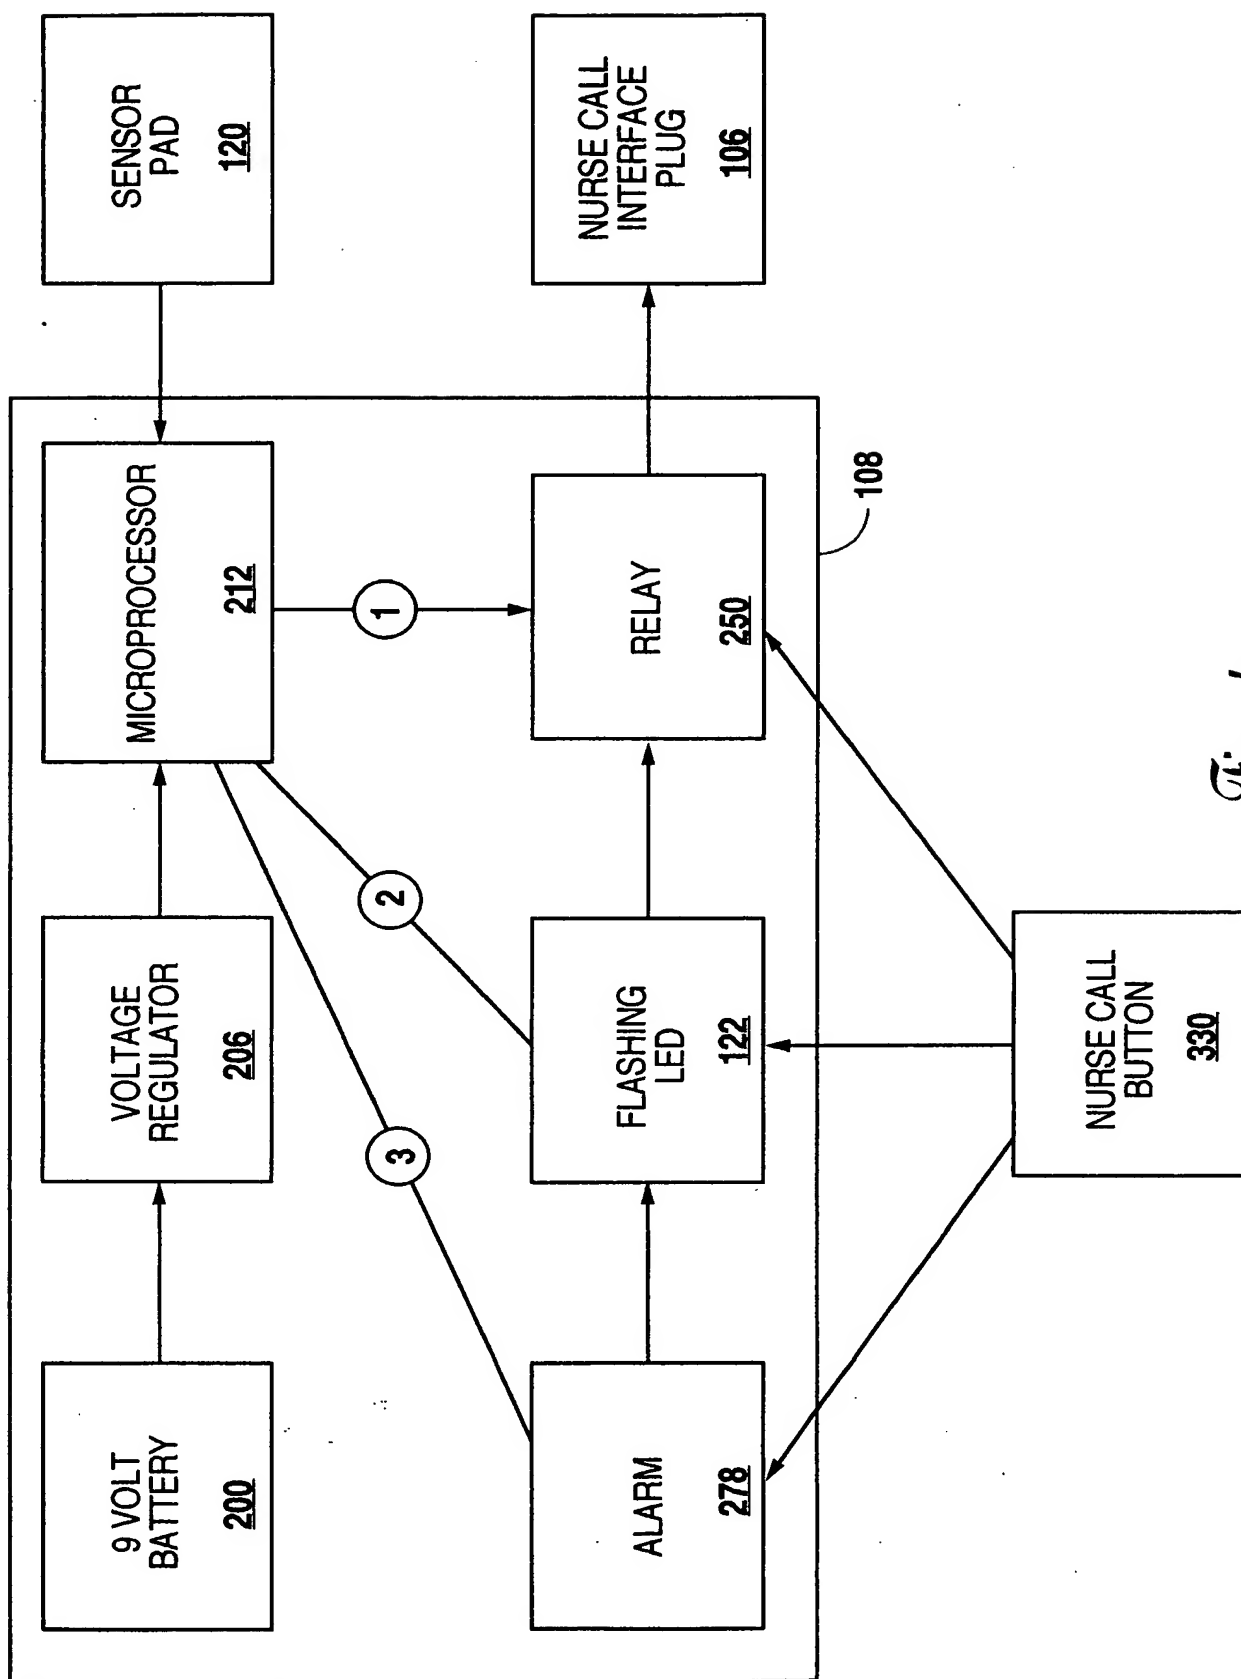 9 VOLT
BATTERY
200
VOLTAGE
REGULATOR
206
MICROPROCESSOR
212
SENSOR
PAD
120
3
2
1
ALARM
278
FLASHING
LED
122
RELAY
250
NURSE CALL
INTERFACE
PLUG
106
108
NURSE CALL
BUTTON
330